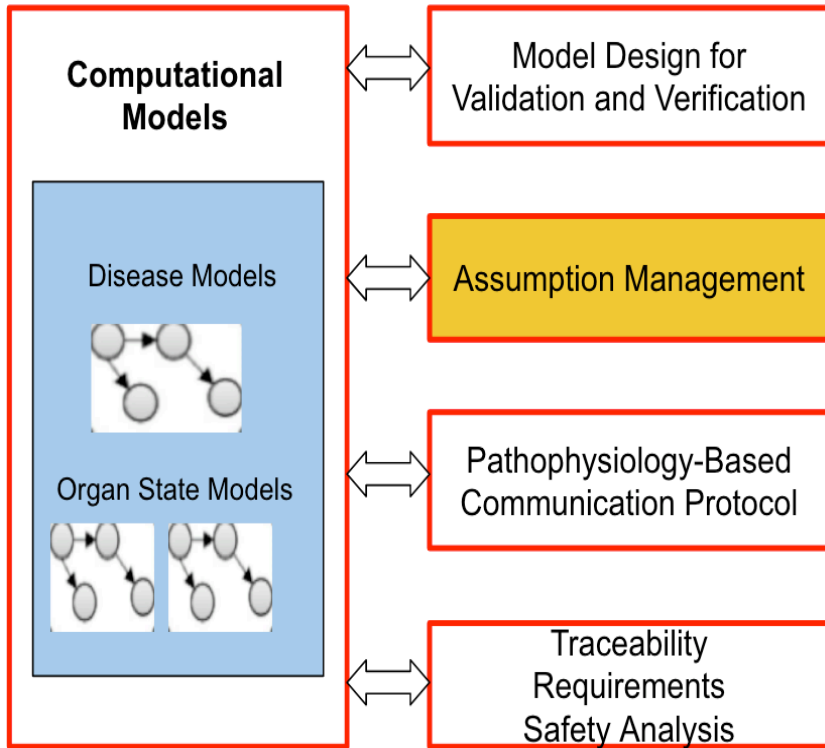 Computational
Models
Disease Models
Organ State Models
Model Design for
Validation and Verification
Assumption Management
Pathophysiology-Based
Communication Protocol
Traceability
Requirements
Safety Analysis